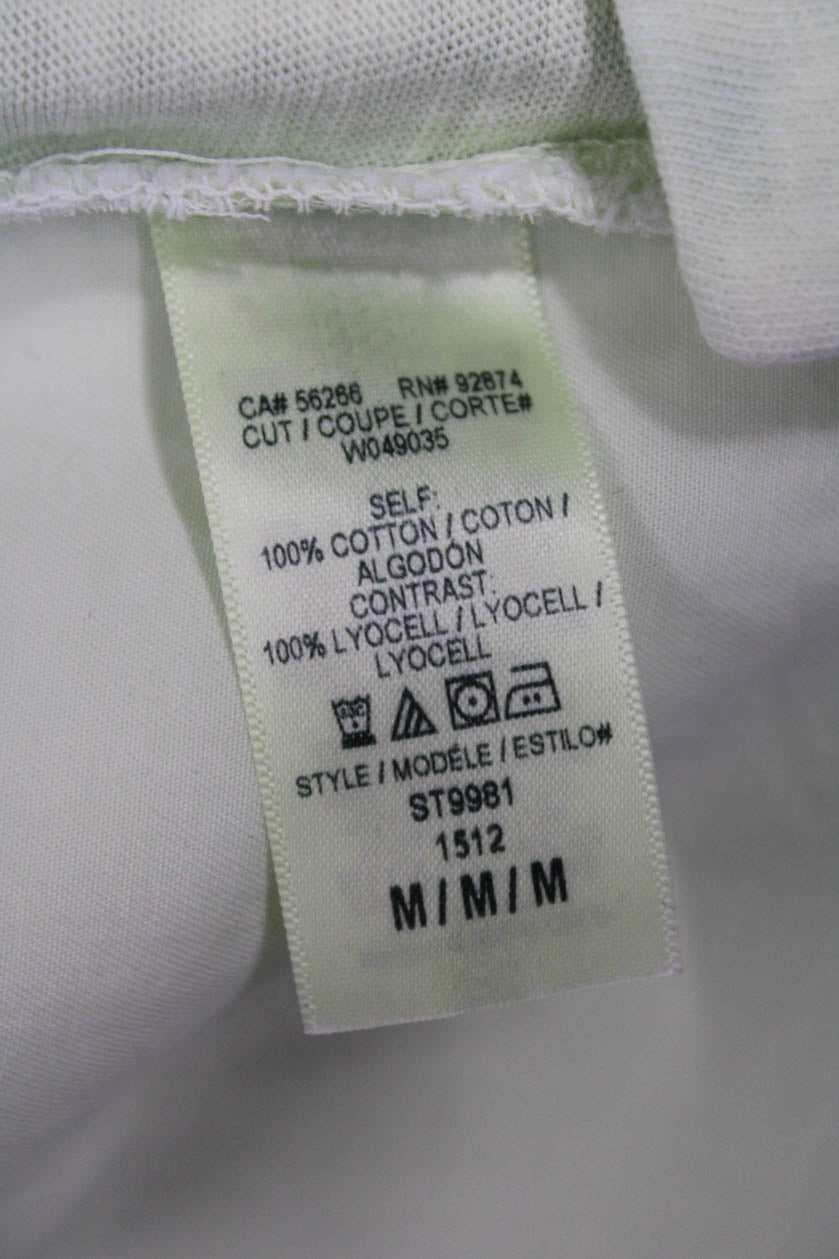 CA# 56266 RN# 92874
CUT / COUPE / CORTE#
W049035
SELF:
100% COTTON / COTON /
ALGODÓN
CONTRAST:
100% LYOCELL / LYOCELL /
LYOCELL
STYLE / MODÉLE / ESTILO#
ST9981
1512
M / M / M